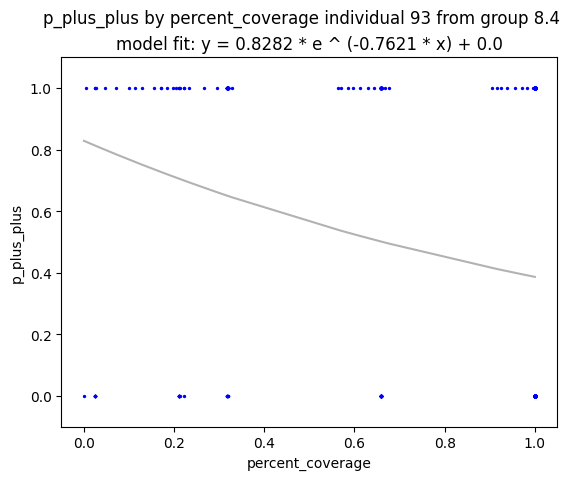 p_plus_plus by percent_coverage individual 93 from group 8.4
model fit: y = 0.8282 * e ^ (-0.7621 * x) + 0.0
1.0
0.8
0.6
0.4
0.2
0.0
p_plus_plus
0.0 0.2 0.4 0.6 0.8 1.0
percent_coverage